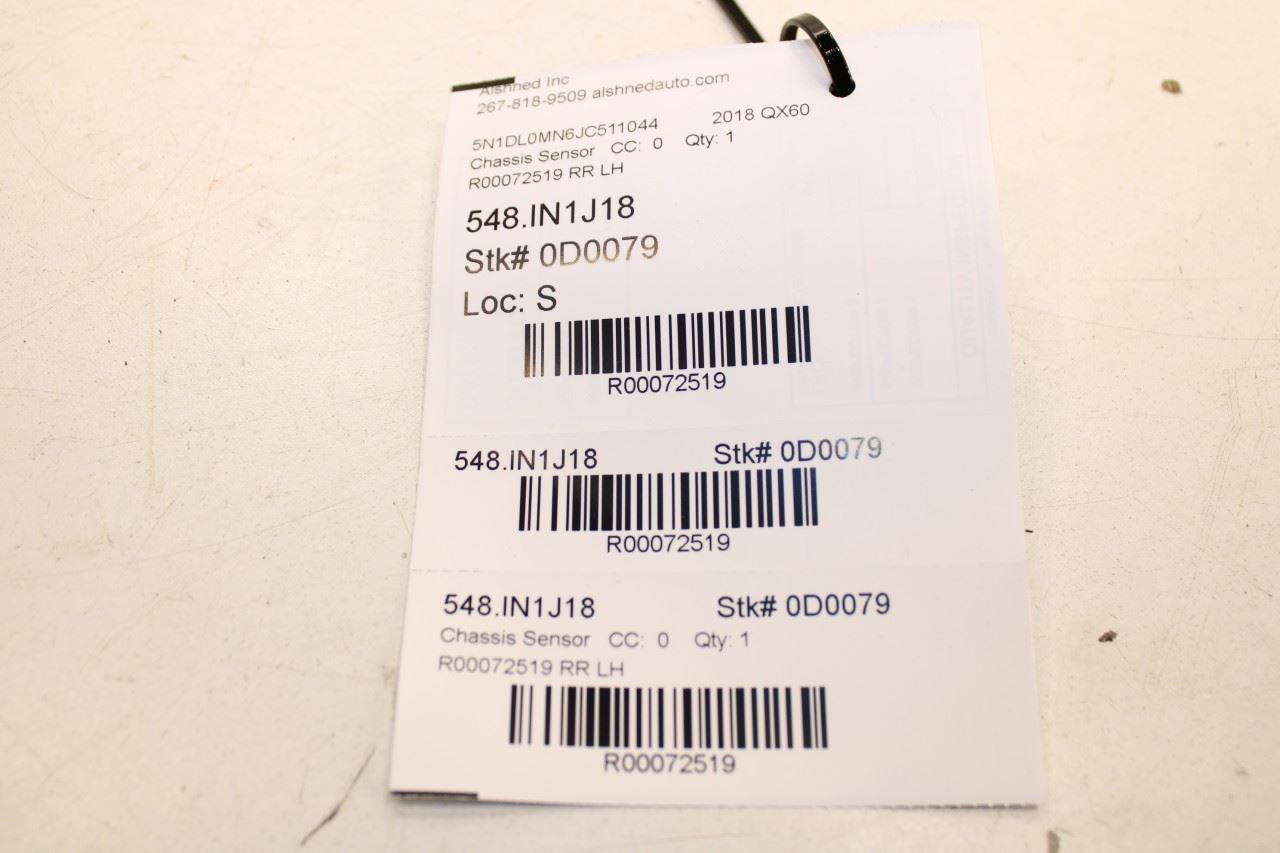 Alshned Inc
267-818-9509 alshnedauto.com
5N1DL0MN6JC511044 2018 QX60
Chassis Sensor CC: 0 Qty: 1
R00072519 RR LH
548.IN1J18
Stk# 0D0079
Loc: S
R00072519
548.IN1J18 Stk# 0D0079
R00072519
548.IN1J18 Stk# 0D0079
Chassis Sensor CC: 0 Qty: 1
R00072519 RR LH
R00072519